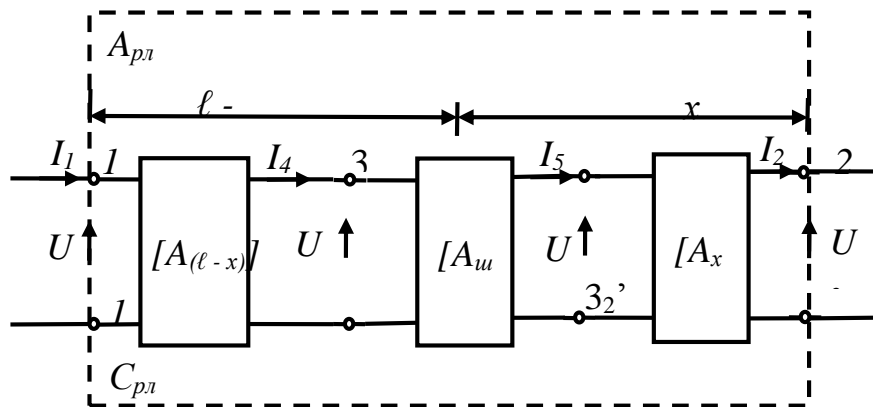 Aрл
ℓ - x
I1 1 I4 3 I5 I2 2
U [A(ℓ - x)] U [Aш U [Ax U
1 32’
Cрл